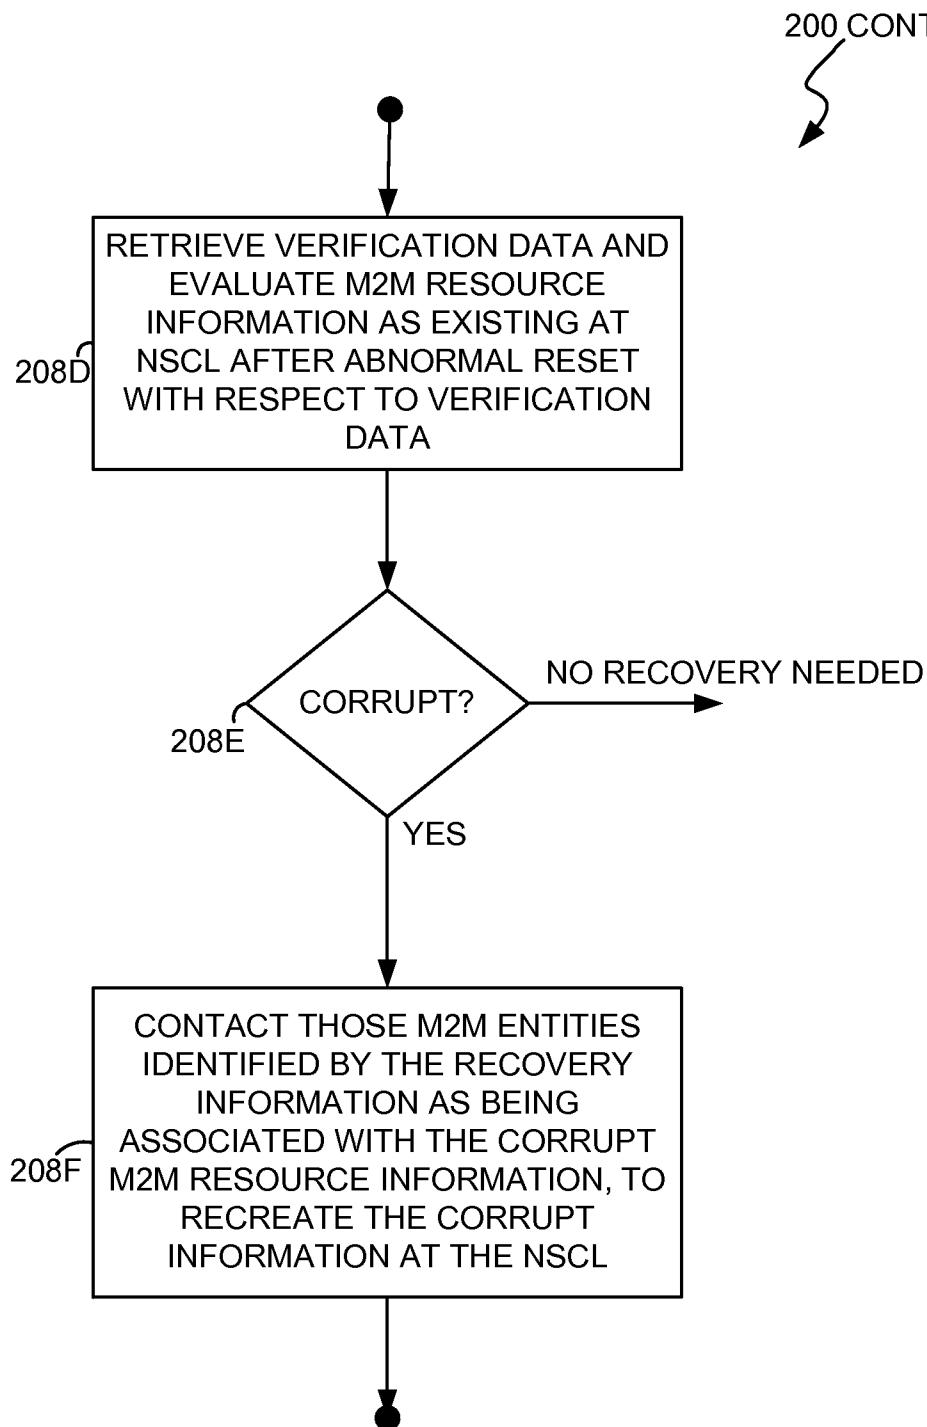 200 CONT
RETRIEVE VERIFICATION DATA AND
EVALUATE M2M RESOURCE
INFORMATION AS EXISTING AT
NSCL AFTER ABNORMAL RESET
WITH RESPECT TO VERIFICATION
DATA
208D
CORRUPT?
NO RECOVERY NEEDED
208E
YES
CONTACT THOSE M2M ENTITIES
IDENTIFIED BY THE RECOVERY
INFORMATION AS BEING
ASSOCIATED WITH THE CORRUPT
M2M RESOURCE INFORMATION, TO
RECREATE THE CORRUPT
INFORMATION AT THE NSCL
208F